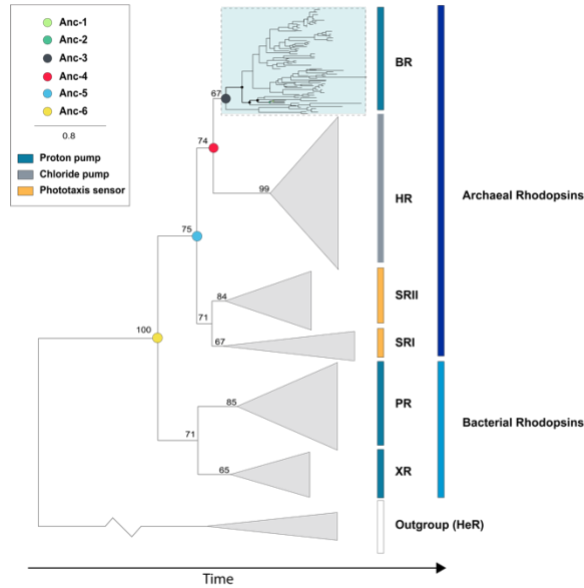 Anc-1
Anc-2
Anc-3
Anc-4
Anc-5
Anc-6
0.8
Proton pump
Chloride pump
Phototaxis sensor
67
BR
74
99
HR
Archaeal Rhodopsins
75
84
SRII
71
67
SRI
100
85
PR
71
Bacterial Rhodopsins
65
XR
Outgroup (HeR)
Time